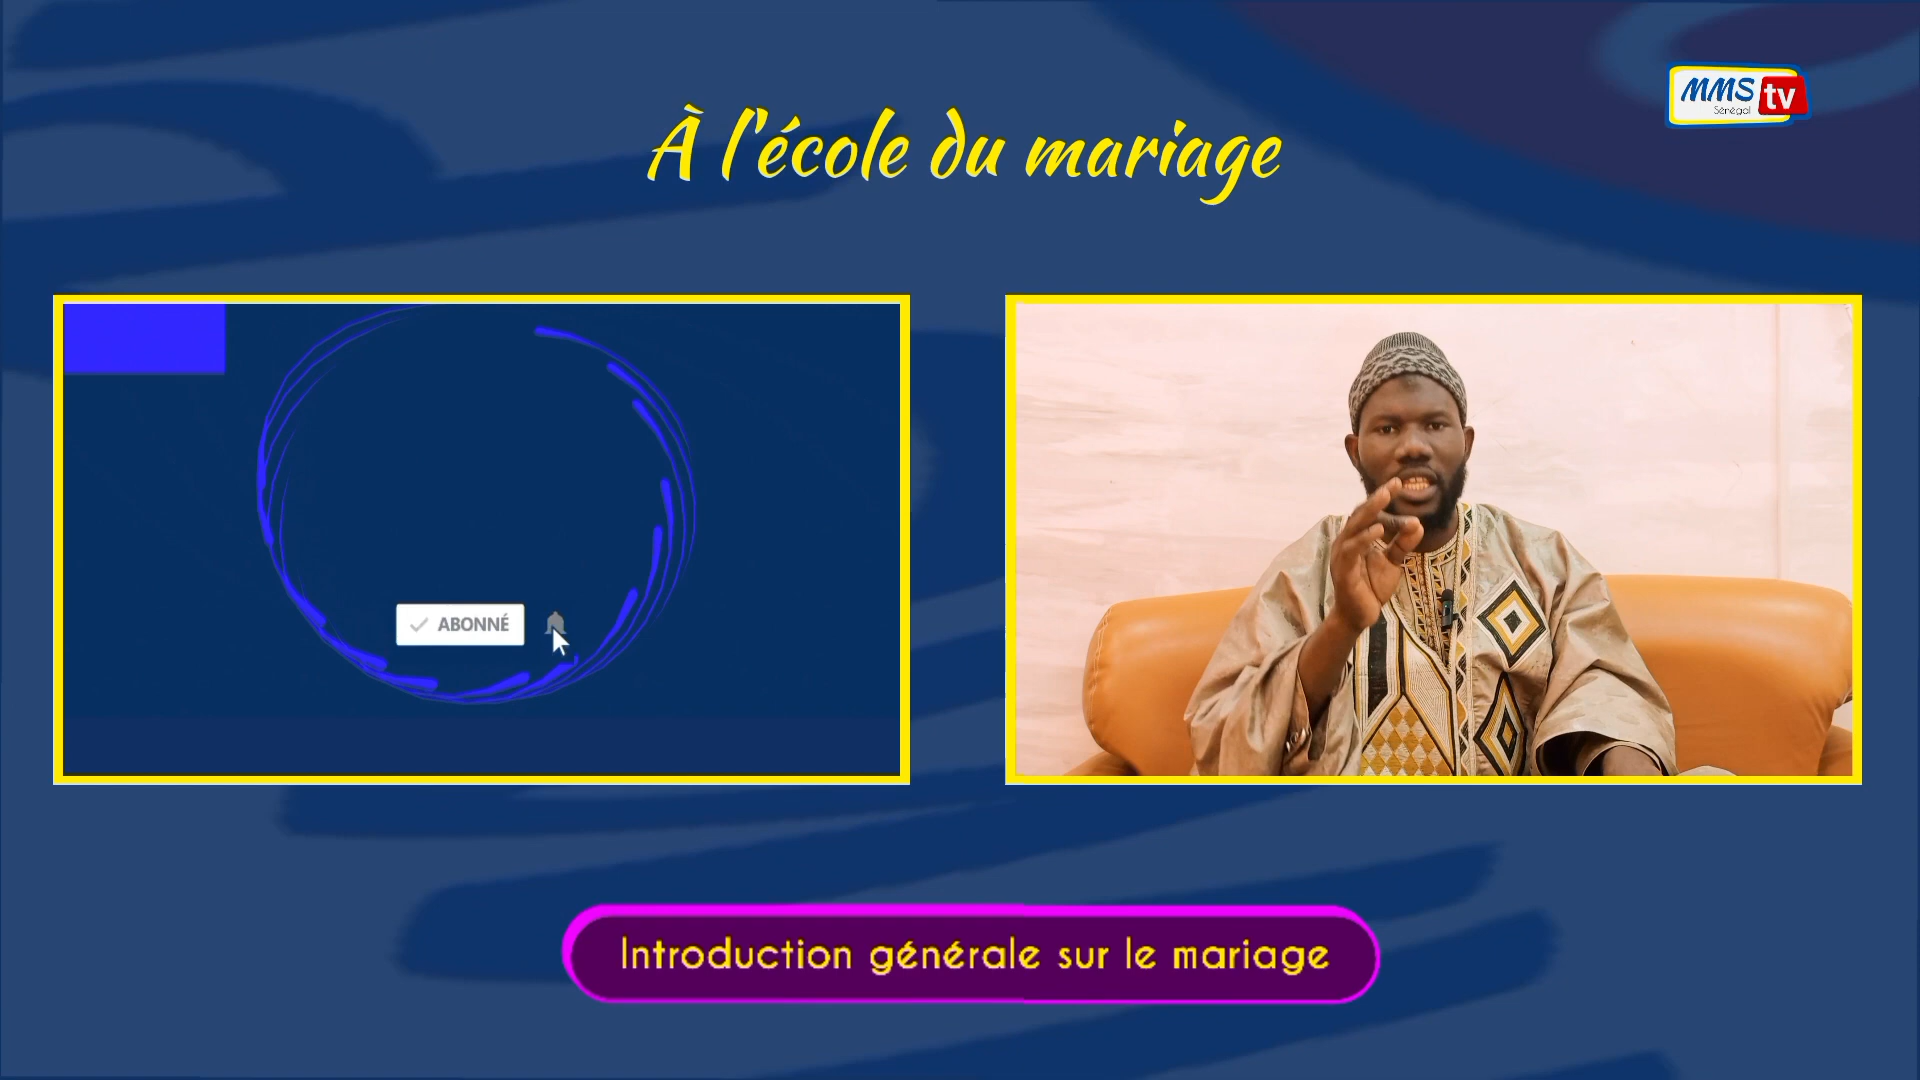 MMS tv
Sénégal
À l'école du mariage
ABONNÉ
Introduction générale sur le mariage